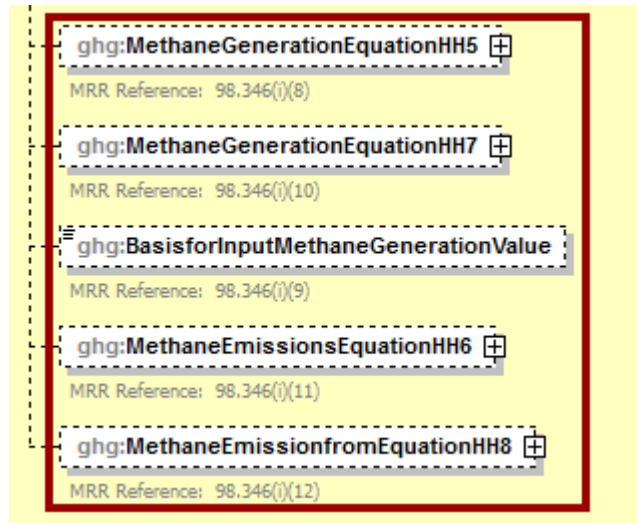 ghg:MethaneGenerationEquationHH5
MRR Reference: 98.346(i)(8)
ghg:MethaneGenerationEquationHH7
MRR Reference: 98.346(i)(10)
ghg:BasisforInputMethaneGenerationValue
MRR Reference: 98.346(i)(9)
ghg:MethaneEmissionsEquationHH6
MRR Reference: 98.346(i)(11)
ghg:MethaneEmissionfromEquationHH8
MRR Reference: 98.346(i)(12)